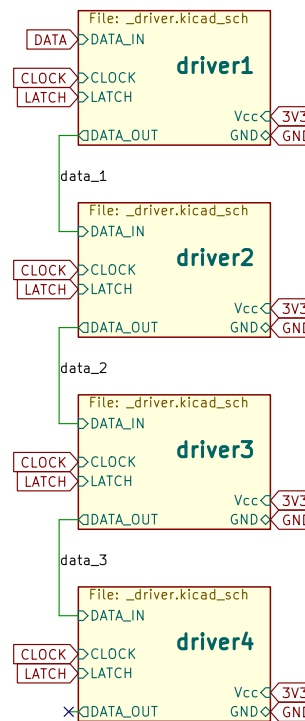 File: _driver.kicad_sch
DATA DATA_IN
driver1
CLOCK CLOCK
LATCH LATCH
Vcc 3V3
DATA_OUT GND GND
data_1
File: _driver.kicad_sch
DATA_IN
driver2
CLOCK CLOCK
LATCH LATCH
Vcc 3V3
DATA_OUT GND GND
data_2
File: _driver.kicad_sch
DATA_IN
driver3
CLOCK CLOCK
LATCH LATCH
Vcc 3V3
DATA_OUT GND GND
data_3
File: _driver.kicad_sch
DATA_IN
driver4
CLOCK CLOCK
LATCH LATCH
Vcc 3V3
DATA_OUT GND GND